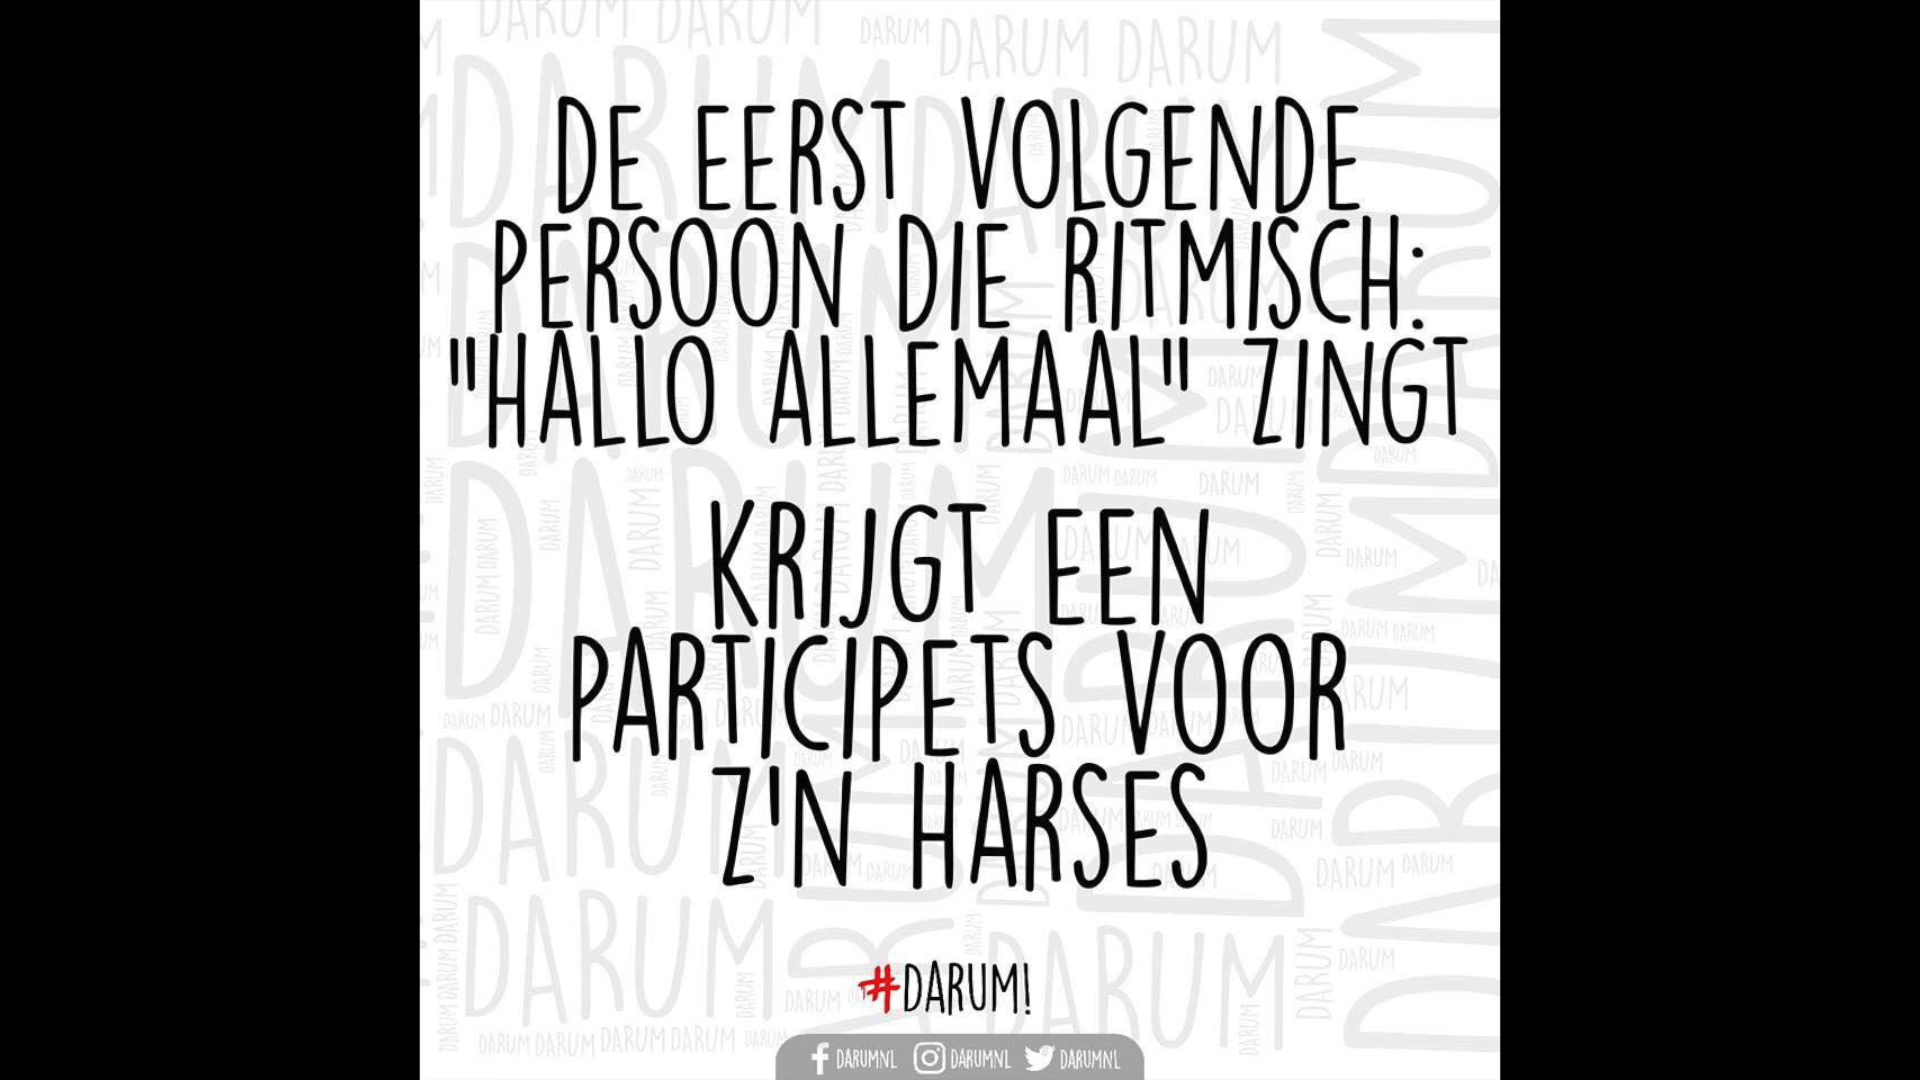 DE EERST VOLGENDE
PERSOON DIE RITMISCH:
"HALLO ALLEMAAL" ZINGT
KRIJGT EEN
PARTICIPETS VOOR
Z'N HARSES
#DARUM!
DARUMNL DARUMNL DARUMNL